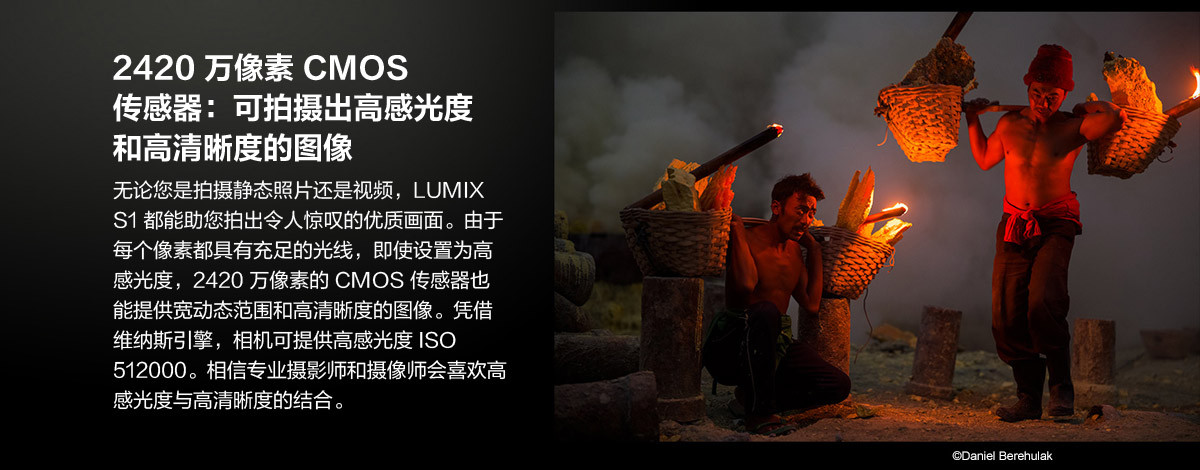 2420 万像素 CMOS
传感器：可拍摄出高感光度
和高清晰度的图像
无论您是拍摄静态照片还是视频，LUMIX
S1 都能助您拍出令人惊叹的优质画面。由于
每个像素都具有充足的光线，即使设置为高
感光度，2420 万像素的 CMOS 传感器也
能提供宽动态范围和高清晰度的图像。凭借
维纳斯引擎，相机可提供高感光度 ISO
512000。相信专业摄影师和摄像师会喜欢高
感光度与高清晰度的结合。
©Daniel Berehulak